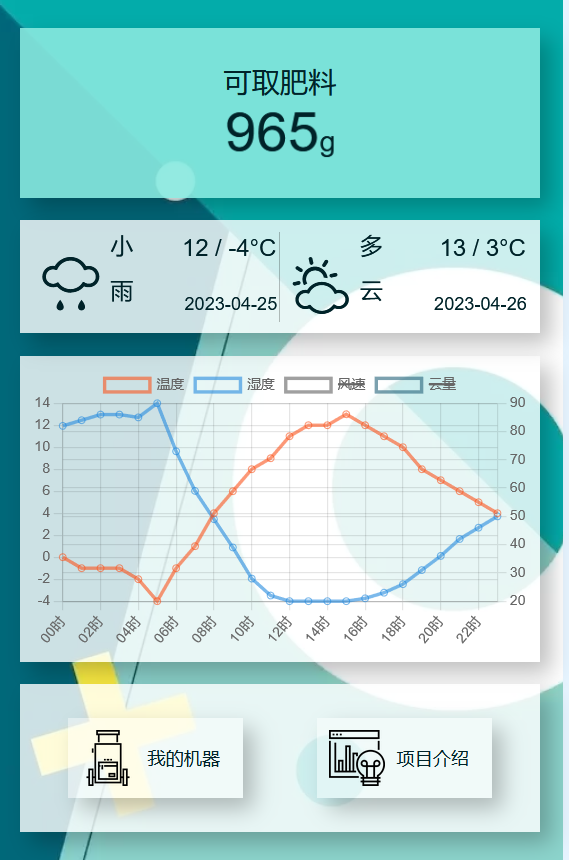 可取肥料
965g
小雨
12 / -4°C
2023-04-25
多云
13 / 3°C
2023-04-26
温度 湿度 风速 云量
14 90
12 80
10 70
8 60
6
4 50
2 40
0
-2 30
-4 20
00时 02时 04时 06时 08时 10时 12时 14时 16时 18时 20时 22时
我的机器
项目介绍